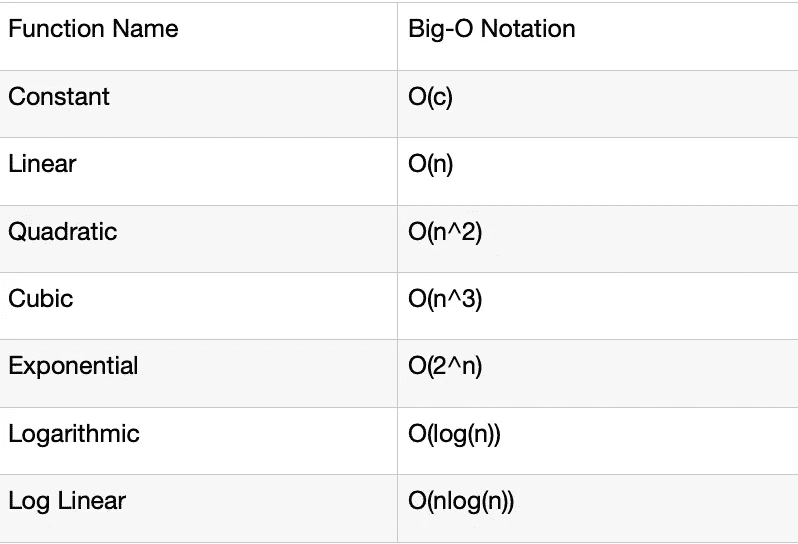 Function Name Big-O Notation
Constant O(c)
Linear O(n)
Quadratic O(n^2)
Cubic O(n^3)
Exponential O(2^n)
Logarithmic O(log(n))
Log Linear O(nlog(n))